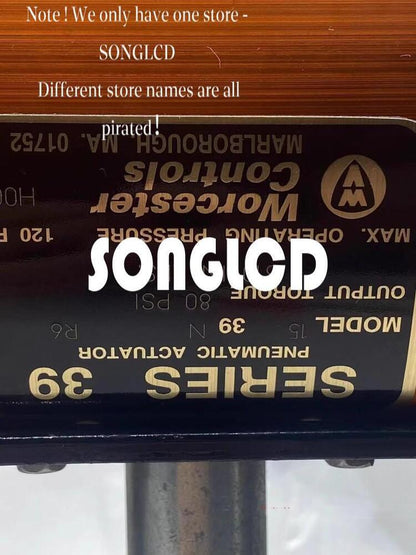 Note ! We only have one store -
SONGLCD
Different store names are all
pirated!
SONGLCD
SERIES 39
PNEUMATIC ACTUATOR
MODEL 15 39 N R6
OUTPUT TORQUE
80 PSI
MAX. OPERATING PRESSURE 120 P
Worcester
Controls
MARLBOROUGH, MA. 01752